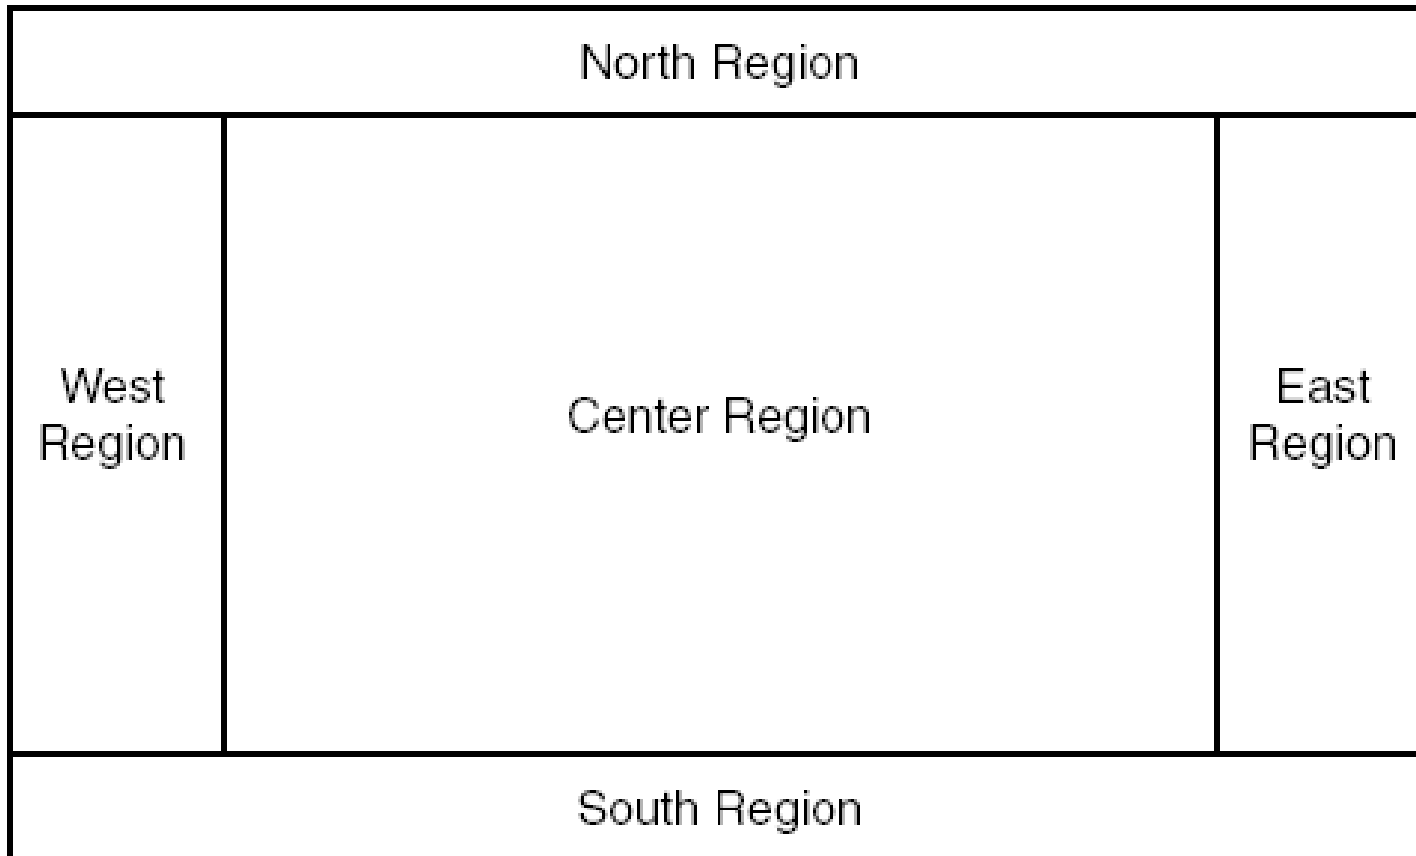 North Region
West
Region
Center Region
East
Region
South Region